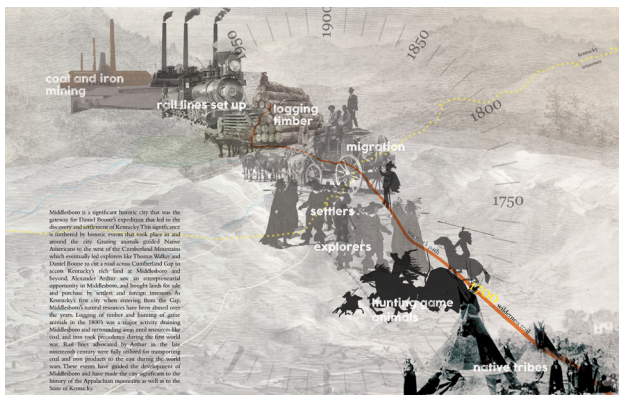 1900
1850
1950
kentucky
tennessee
coal and iron
mining
rail lines set up
logging
timber
1800
migration
1750
settlers
explorers
hunting game
animals
wilderness trail
native tribes
Middlesboro is a significant historic city that was the
gateway for Daniel Boone's expedition that led to the
discovery and settlement of Kentucky. This significance
is furthered by historic events that took place in and
around the city. Grazing animals guided Native
Americans to the west of the Cumberland Mountains
which eventually led explorers like Thomas Walker and
Daniel Boone to cut a road across Cumberland Gap to
access Kentucky's rich land at Middlesboro and
beyond. Alexander Arthur saw an entrepreneurial
opportunity in Middlesboro, and bought lands for sale
and purchase by settlers and foreign investors. As
Kentucky's first city when entering from the Gap,
Middlesboro's natural resources have been abused over
the years. Logging of timber and hunting of game
animals in the 1800's was a major activity draining
Middlesboro and surrounding areas until resources like
coal, and iron took precedence during the first world
war. Rail lines advocated by Arthur in the late
nineteenth century were fully utilized for transporting
coal and iron products to the east during the world
wars. These events have guided the development of
Middlesboro and have made the city significant to the
history of the Appalachian mountains as well as to the
State of Kentucky.